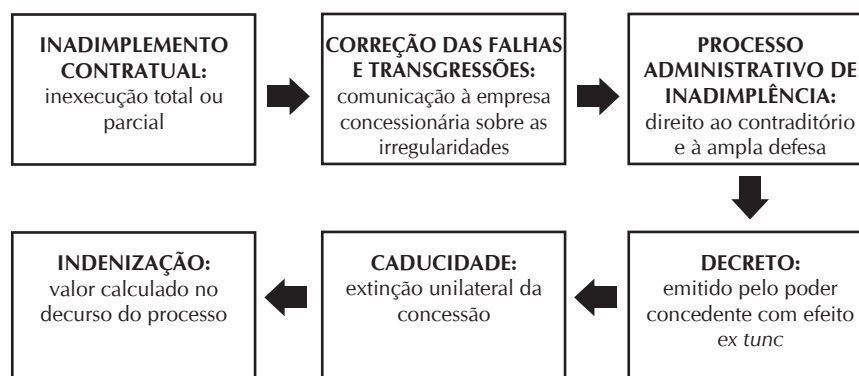 INADIMPLEMENTO
CONTRATUAL:
inexecução total ou
parcial
CORREÇÃO DAS FALHAS
E TRANSGRESSÕES:
comunicação à empresa
concessionária sobre as
irregularidades
PROCESSO
ADMINISTRATIVO DE
INADIMPLÊNCIA:
direito ao contraditório
e à ampla defesa
DECRETO:
emitido pelo poder
concedente com efeito
ex tunc
CADUCIDADE:
extinção unilateral da
concessão
INDENIZAÇÃO:
valor calculado no
decurso do processo